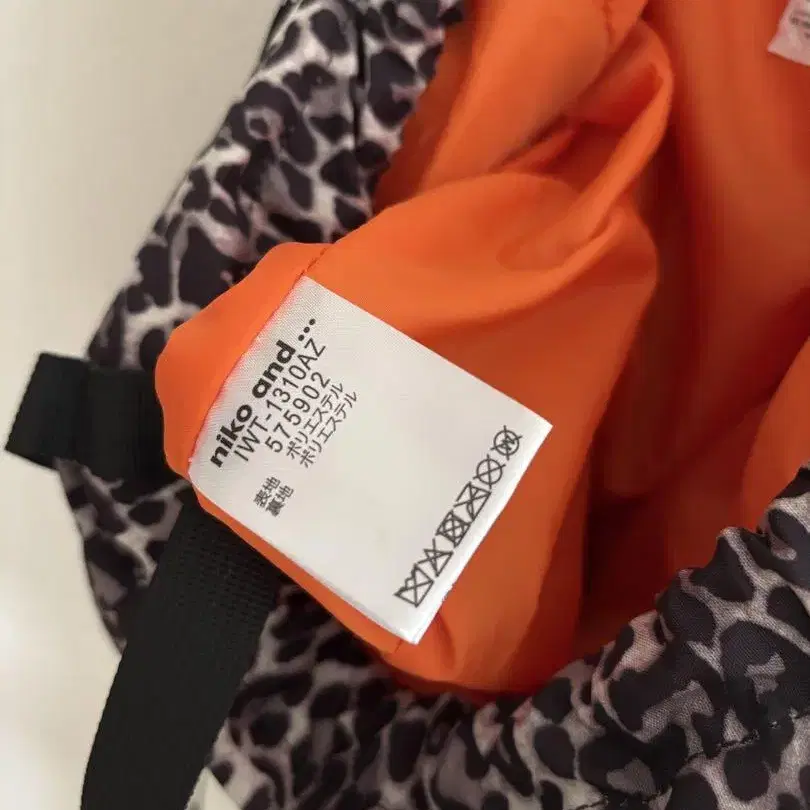 niko and ...
IWT-1310AZ
575902
表地 ポリエステル
裏地 ポリエステル